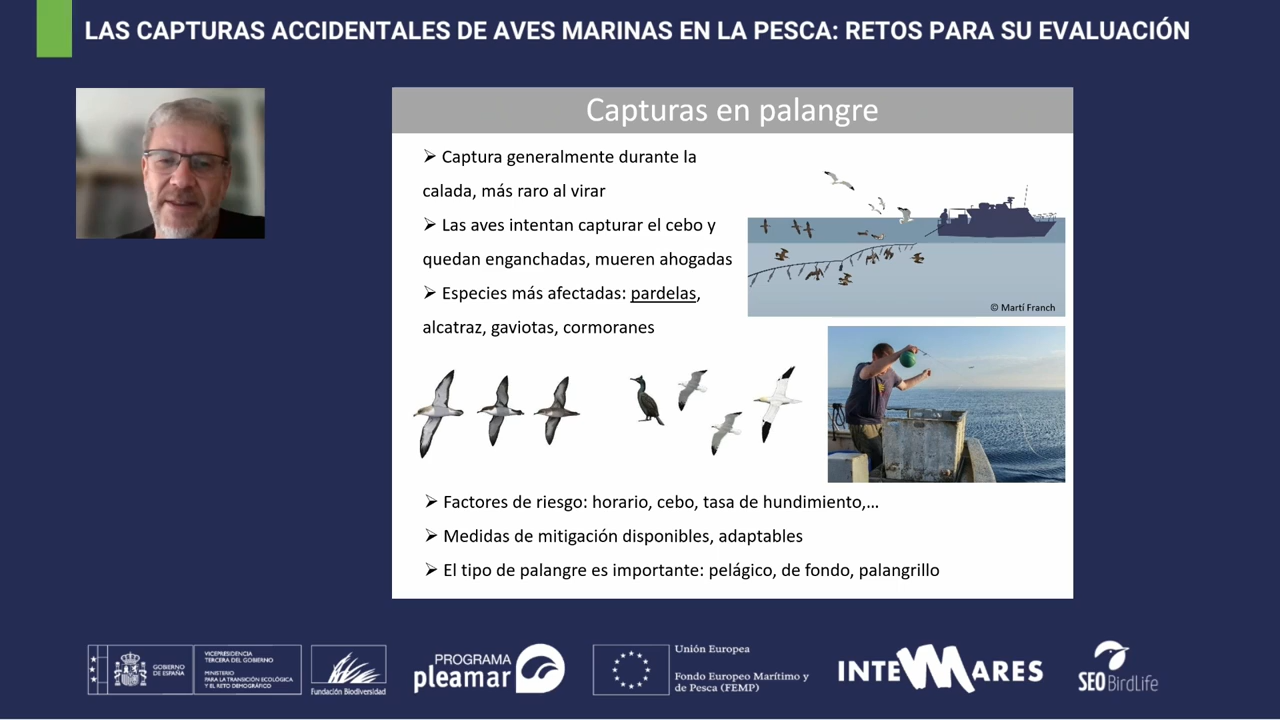 LAS CAPTURAS ACCIDENTALES DE AVES MARINAS EN LA PESCA: RETOS PARA SU EVALUACIÓN
Capturas en palangre
➢ Captura generalmente durante la
calada, más raro al virar
➢ Las aves intentan capturar el cebo y
quedan enganchadas, mueren ahogadas
➢ Especies más afectadas: pardelas,
alcatraz, gaviotas, cormoranes
© Martí Franch
➢ Factores de riesgo: horario, cebo, tasa de hundimiento,...
➢ Medidas de mitigación disponibles, adaptables
➢ El tipo de palangre es importante: pelágico, de fondo, palangrillo
GOBIERNO
DE ESPAÑA
VICEPRESIDENCIA
TERCERA DEL GOBIERNO
MINISTERIO
PARA LA TRANSICIÓN ECOLÓGICA
Y EL RETO DEMOGRÁFICO
Fundación Biodiversidad
PROGRAMA
pleamar
Unión Europea
Fondo Europeo Marítimo y
de Pesca (FEMP)
INTEMARES
SEO BirdLife